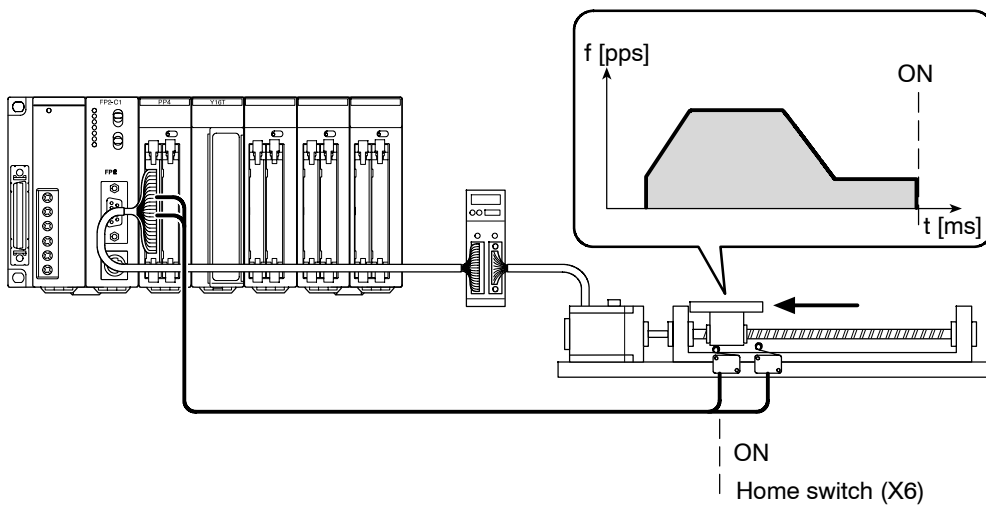 f [pps]
ON
t [ms]
FP2-C1
PP4
Y16T
FP2
ON
Home switch (X6)